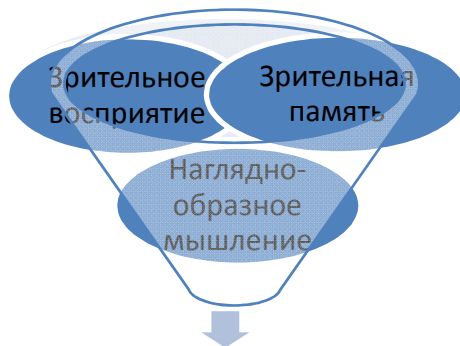 Зрительное
восприятие
Зрительная
память
Наглядно-
образное
мышление